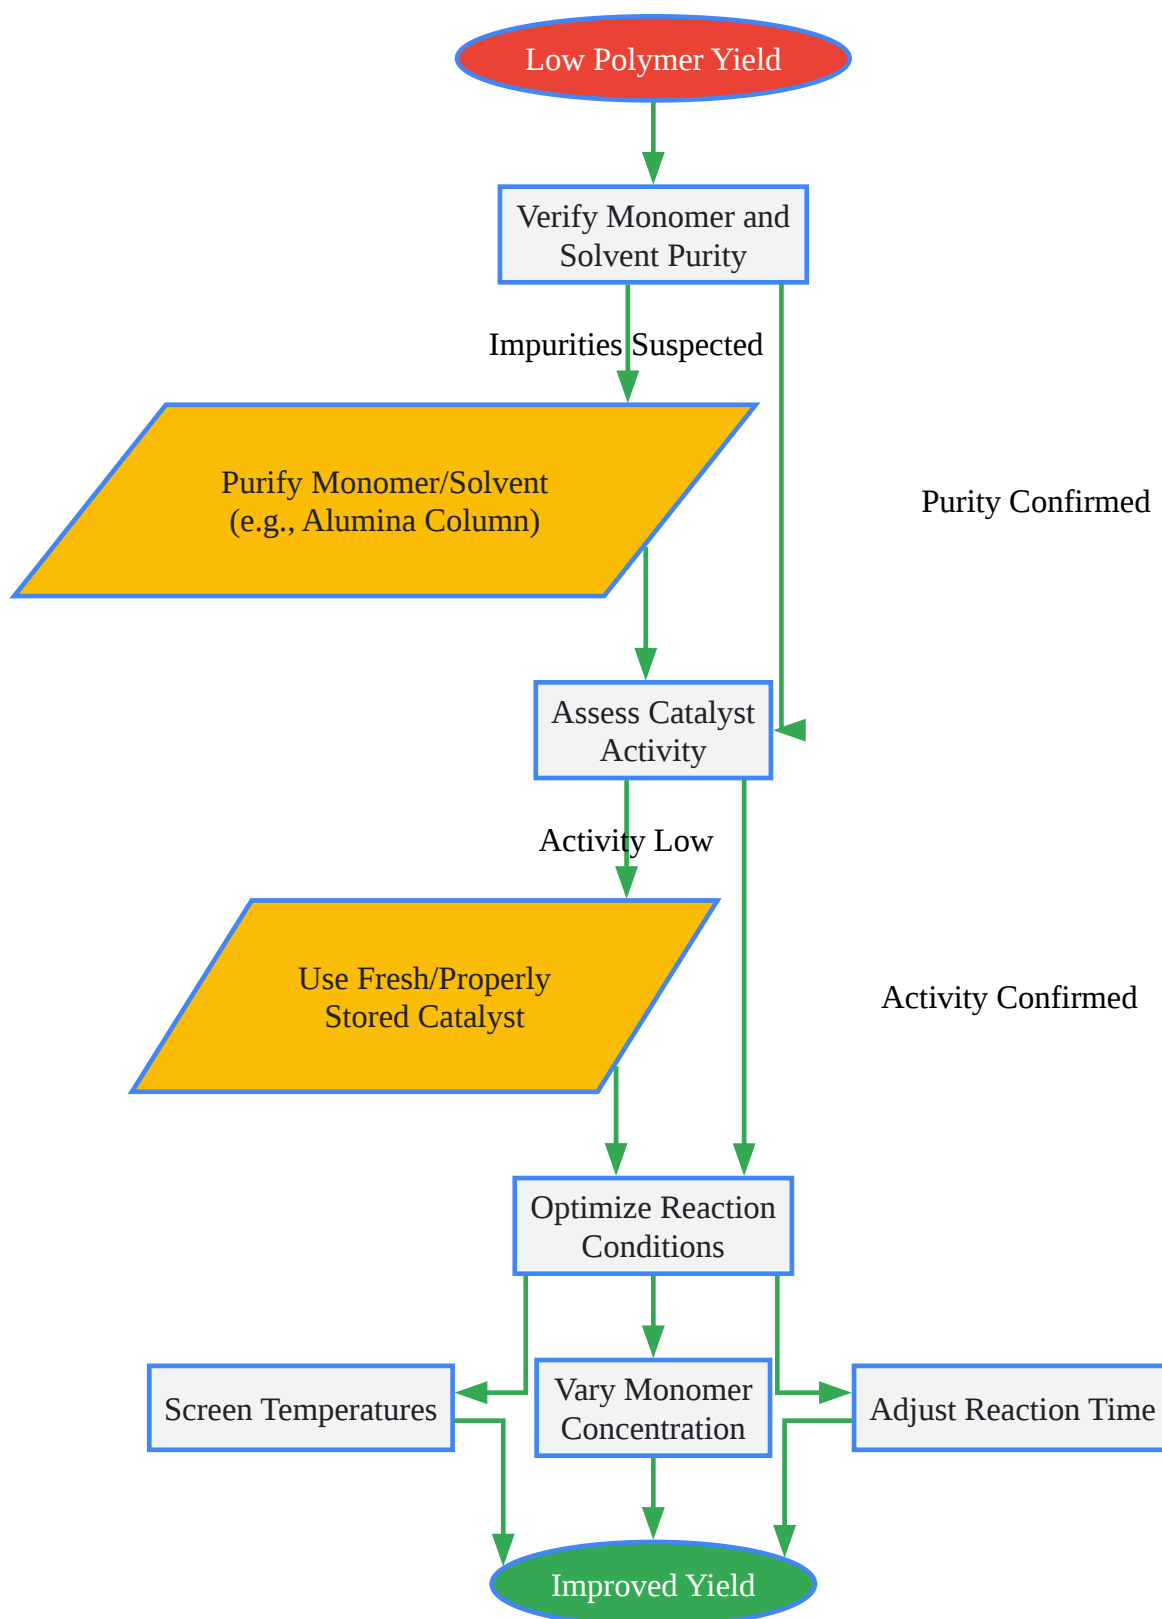 Low Polymer Yield
Verify Monomer and
Solvent Purity
Impurities Suspected
Purify Monomer/Solvent
(e.g., Alumina Column)
Purity Confirmed
Assess Catalyst
Activity
Activity Low
Use Fresh/Properly
Stored Catalyst
Activity Confirmed
Optimize Reaction
Conditions
Screen Temperatures
Vary Monomer
Concentration
Adjust Reaction Time
Improved Yield